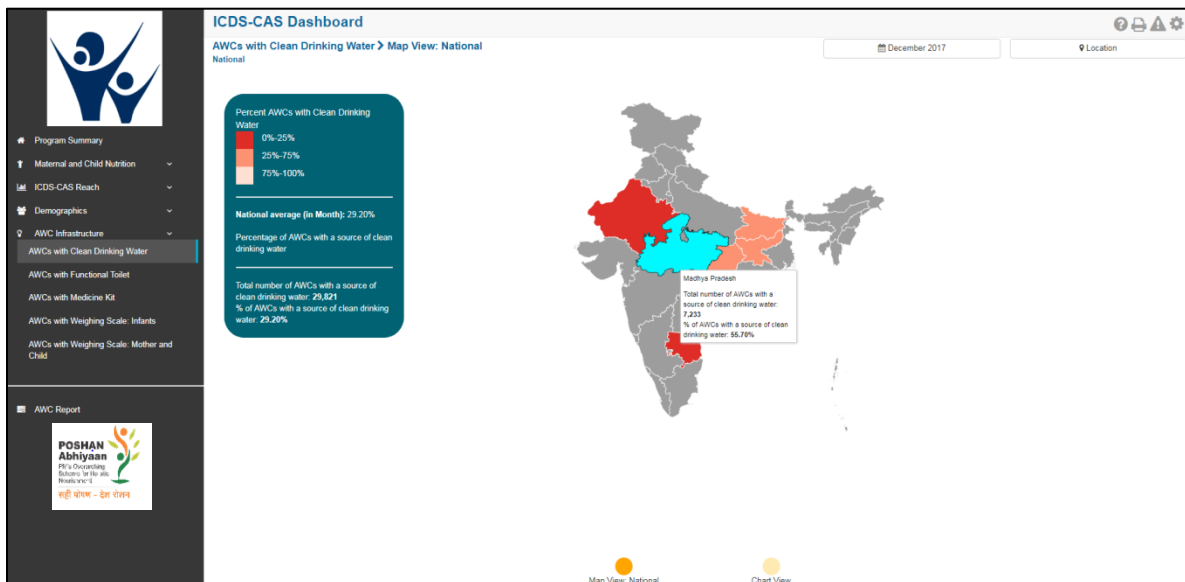 ICDS-CAS Dashboard
AWCs with Clean Drinking Water > Map View: National
National
December 2017
Location
Program Summary
Maternal and Child Nutrition
ICDS-CAS Reach
Demographics
AWC Infrastructure
AWCs with Clean Drinking Water
AWCs with Functional Toilet
AWCs with Medicine Kit
AWCs with Weighing Scale: Infants
AWCs with Weighing Scale: Mother and
Child
AWC Report
POSHAN
Abhiyaan
PM's Overarching
Scheme for Holistic
Nourishment
सही पोषण - देश रोशन
Percent AWCs with Clean Drinking
Water
0%-25%
25%-75%
75%-100%
National average (in Month): 29.20%
Percentage of AWCs with a source of clean
drinking water
Total number of AWCs with a source of
clean drinking water: 29,821
% of AWCs with a source of clean drinking
water: 29.20%
Madhya Pradesh
Total number of AWCs with a
source of clean drinking water:
7,233
% of AWCs with a source of clean
drinking water: 55.70%
Map View: National
Chart View